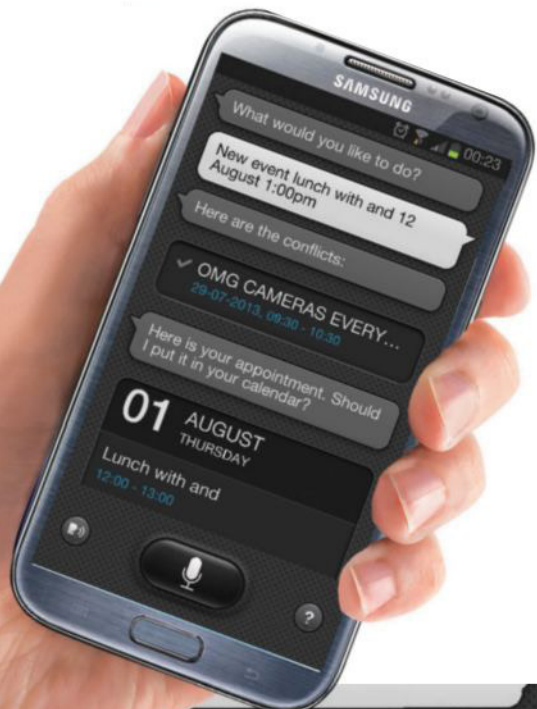 SAMSUNG
00:23
What would you like to do?
New event lunch with and 12
August 1:00pm
Here are the conflicts:
OMG CAMERAS EVERY...
29-07-2013, 09:30 - 10:30
Here is your appointment. Should
I put it in your calendar?
01 AUGUST
THURSDAY
Lunch with and
12:00 - 13:00
?